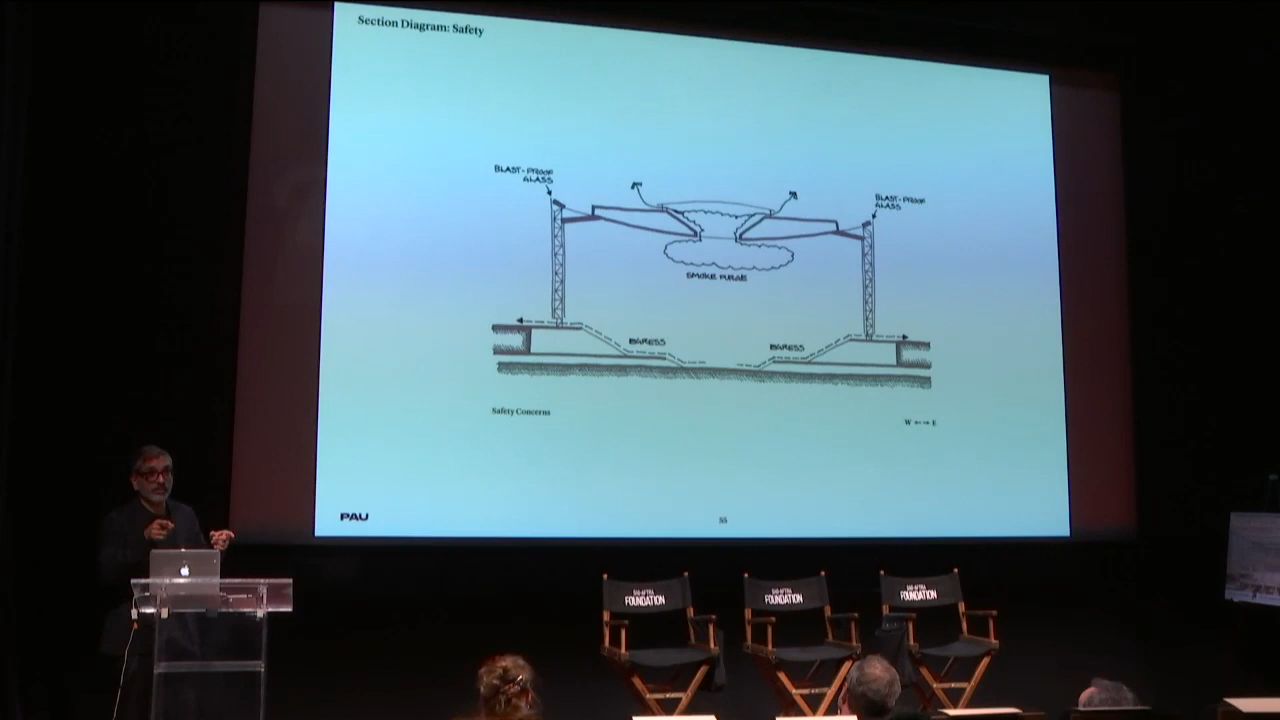 Section Diagram: Safety
BLAST-PROOF
GLASS
BLAST-PROOF
GLASS
SMOKE PURGE
EGRESS
EGRESS
Safety Concerns
W ←→ E
PAU
55
SAG-AFTRA
FOUNDATION
SAG-AFTRA
FOUNDATION
SAG-AFTRA
FOUNDATION